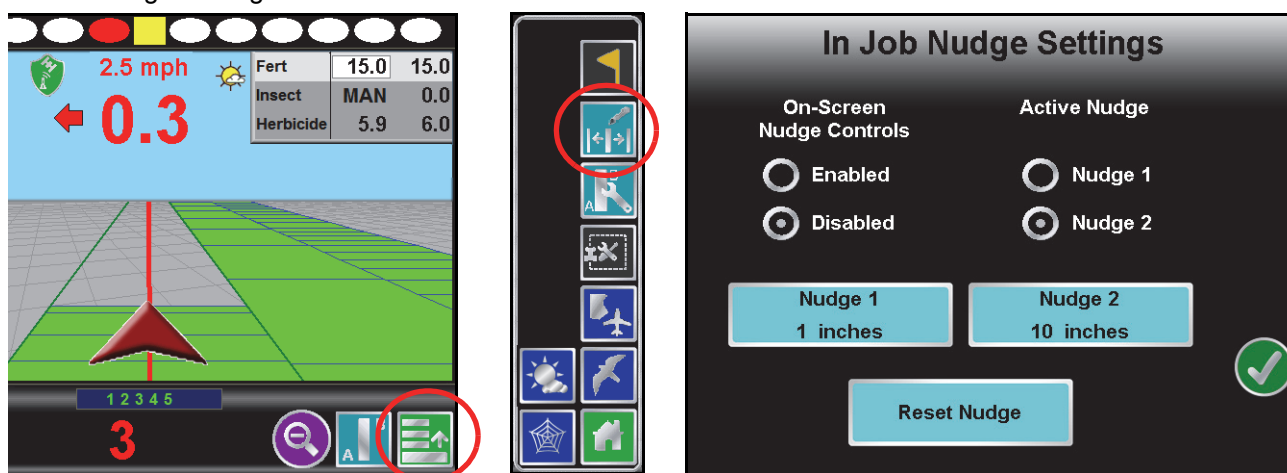 2.5 mph
0.3
Fert 15.0 15.0
Insect MAN 0.0
Herbicide 5.9 6.0
1 2 3 4 5
3
A
A B
In Job Nudge Settings
On-Screen
Nudge Controls
Active Nudge
Enabled
Nudge 1
Disabled
Nudge 2
Nudge 1
1 inches
Nudge 2
10 inches
Reset Nudge